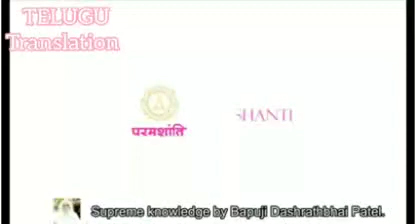 TELUGU
Translation
परमशांति
SHANTI
Supreme knowledge by Bapuji Dashrathbhai Patel.